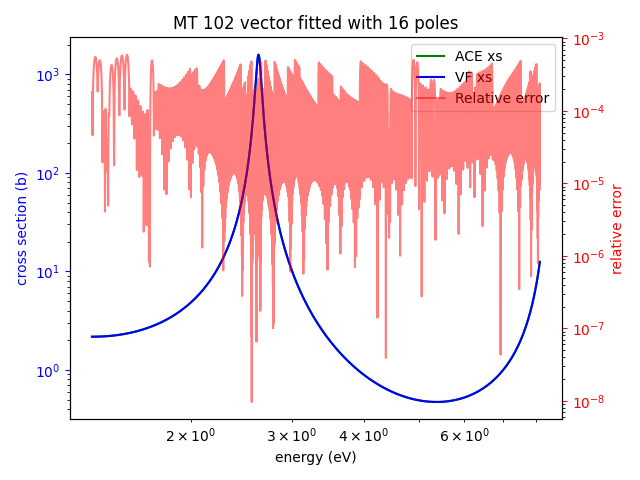 MT 102 vector fitted with 16 poles
ACE xs
VF xs
Relative error
cross section (b)
10³
10²
10¹
10⁰
relative error
10⁻³
10⁻⁴
10⁻⁵
10⁻⁶
10⁻⁷
10⁻⁸
2 × 10⁰
3 × 10⁰
4 × 10⁰
6 × 10⁰
energy (eV)